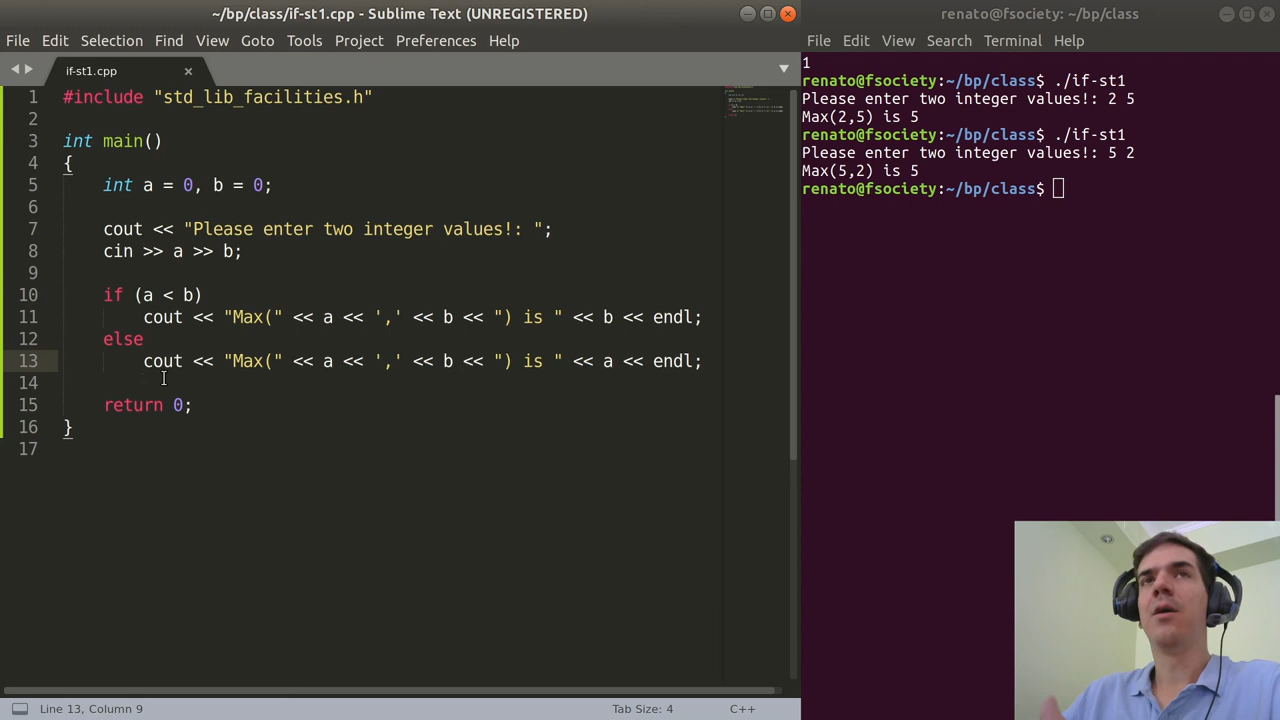 ~/bp/class/if-st1.cpp - Sublime Text (UNREGISTERED)
File Edit Selection Find View Goto Tools Project Preferences Help
if-st1.cpp
1 #include "std_lib_facilities.h"
2
3 int main()
4 {
5 int a = 0, b = 0;
6
7 cout << "Please enter two integer values!: ";
8 cin >> a >> b;
9
10 if (a < b)
11 cout << "Max(" << a << ',' << b << ") is " << b << endl;
12 else
13 cout << "Max(" << a << ',' << b << ") is " << a << endl;
14
15 return 0;
16 }
17
Line 13, Column 9 Tab Size: 4 C++
renato@fsociety: ~/bp/class
File Edit View Search Terminal Help
1
renato@fsociety:~/bp/class$ ./if-st1
Please enter two integer values!: 2 5
Max(2,5) is 5
renato@fsociety:~/bp/class$ ./if-st1
Please enter two integer values!: 5 2
Max(5,2) is 5
renato@fsociety:~/bp/class$